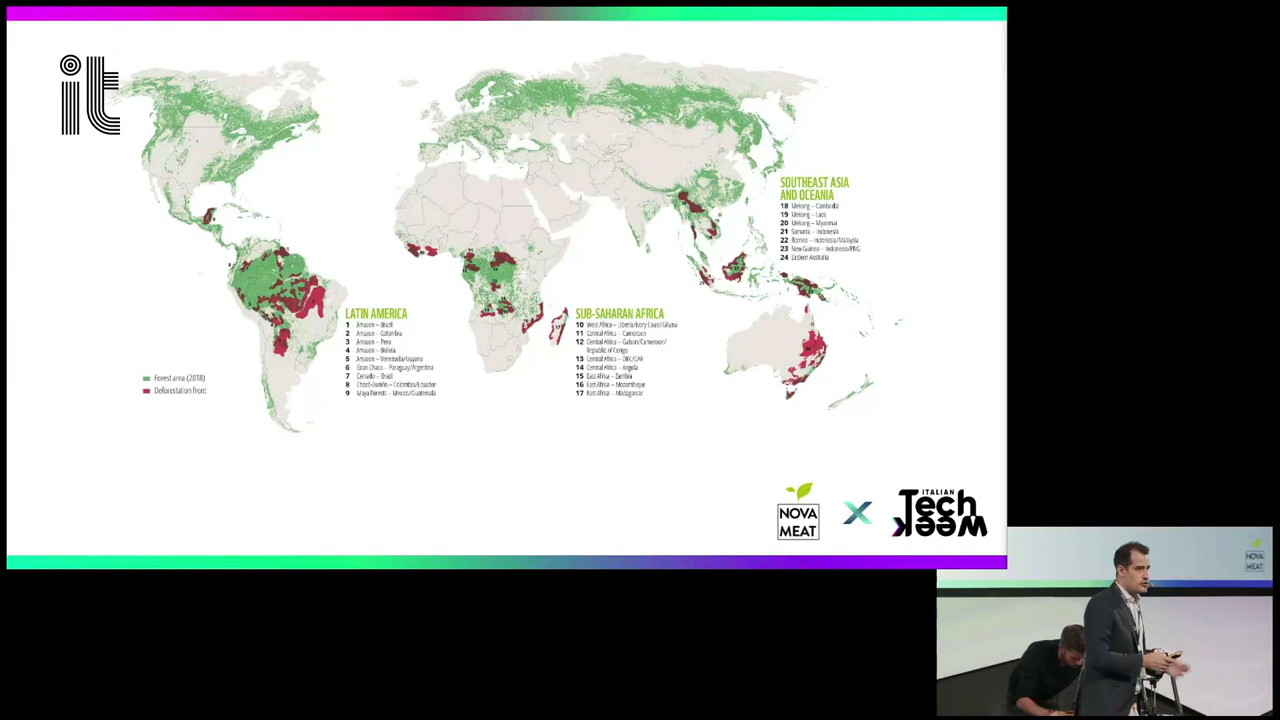 it
SOUTHEAST ASIA
AND OCEANIA
18 Mekong – Cambodia
19 Mekong – Laos
20 Mekong – Myanmar
21 Sumatra – Indonesia
22 Borneo – Indonesia/Malaysia
23 New Guinea – Indonesia/PNG
24 Eastern Australia
LATIN AMERICA
1 Amazon – Brazil
2 Amazon – Colombia
3 Amazon – Peru
4 Amazon – Bolivia
5 Amazon – Venezuela/Guyana
6 Gran Chaco – Paraguay/Argentina
7 Cerrado – Brazil
8 Chocó-Darién – Colombia/Ecuador
9 Maya Forests – Mexico/Guatemala
SUB-SAHARAN AFRICA
10 West Africa – Liberia/Ivory Coast/Ghana
11 Central Africa – Cameroon
12 Central Africa – Gabon/Cameroon/
Republic of Congo
13 Central Africa – DRC/CAR
14 Central Africa – Angola
15 East Africa – Zambia
16 East Africa – Mozambique
17 East Africa – Madagascar
Forest area (2018)
Deforestation front
NOVA
MEAT
X
ITALIAN
Tech
Week
NOVA
MEAT